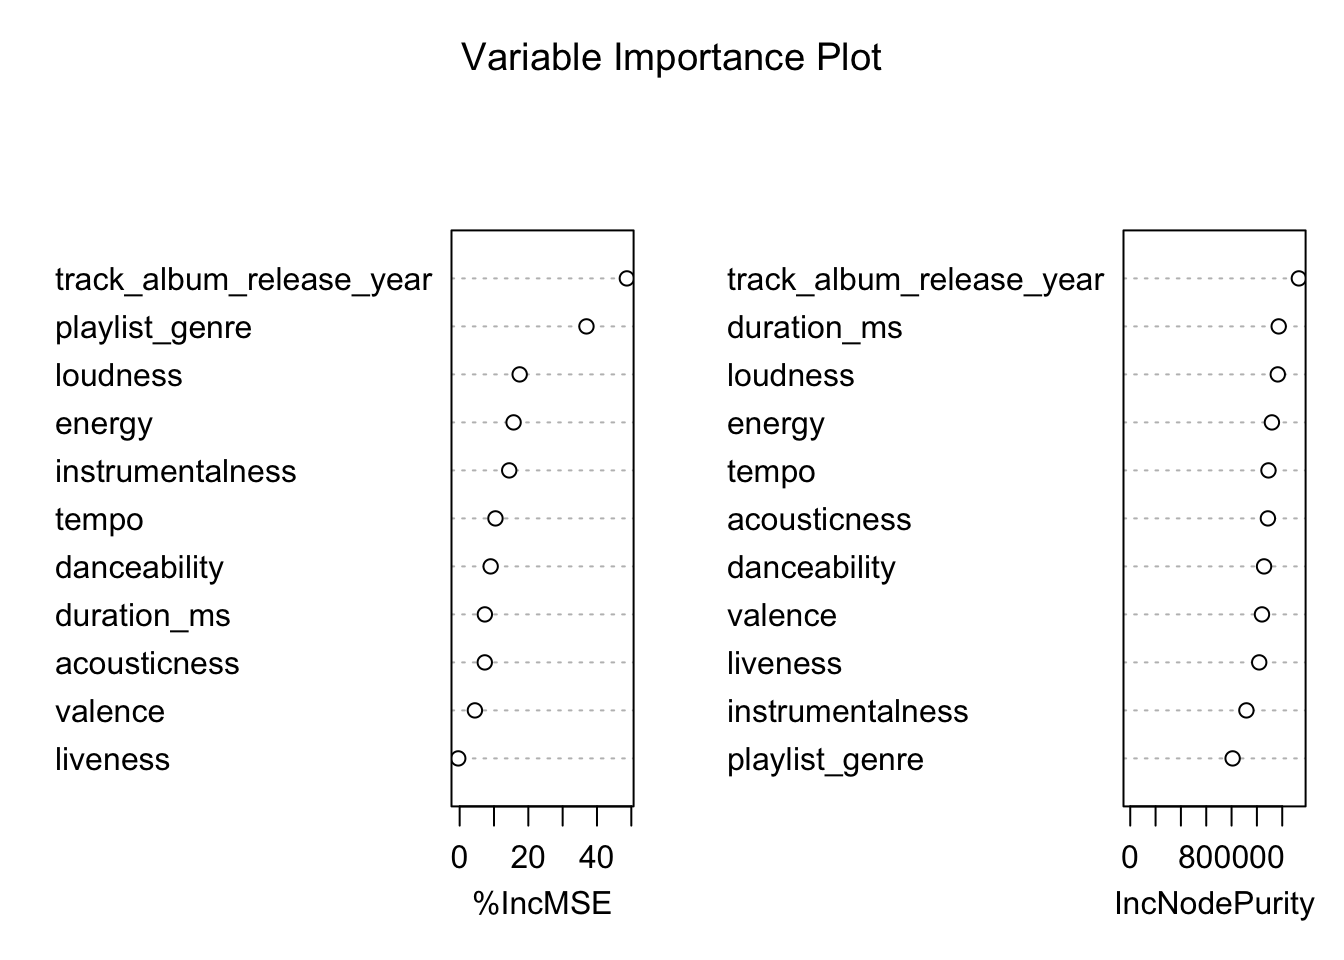 Variable Importance Plot
track_album_release_year
playlist_genre
loudness
energy
instrumentalness
tempo
danceability
duration_ms
acousticness
valence
liveness
0 20 40
%IncMSE
track_album_release_year
duration_ms
loudness
energy
tempo
acousticness
danceability
valence
liveness
instrumentalness
playlist_genre
0 800000
IncNodePurity